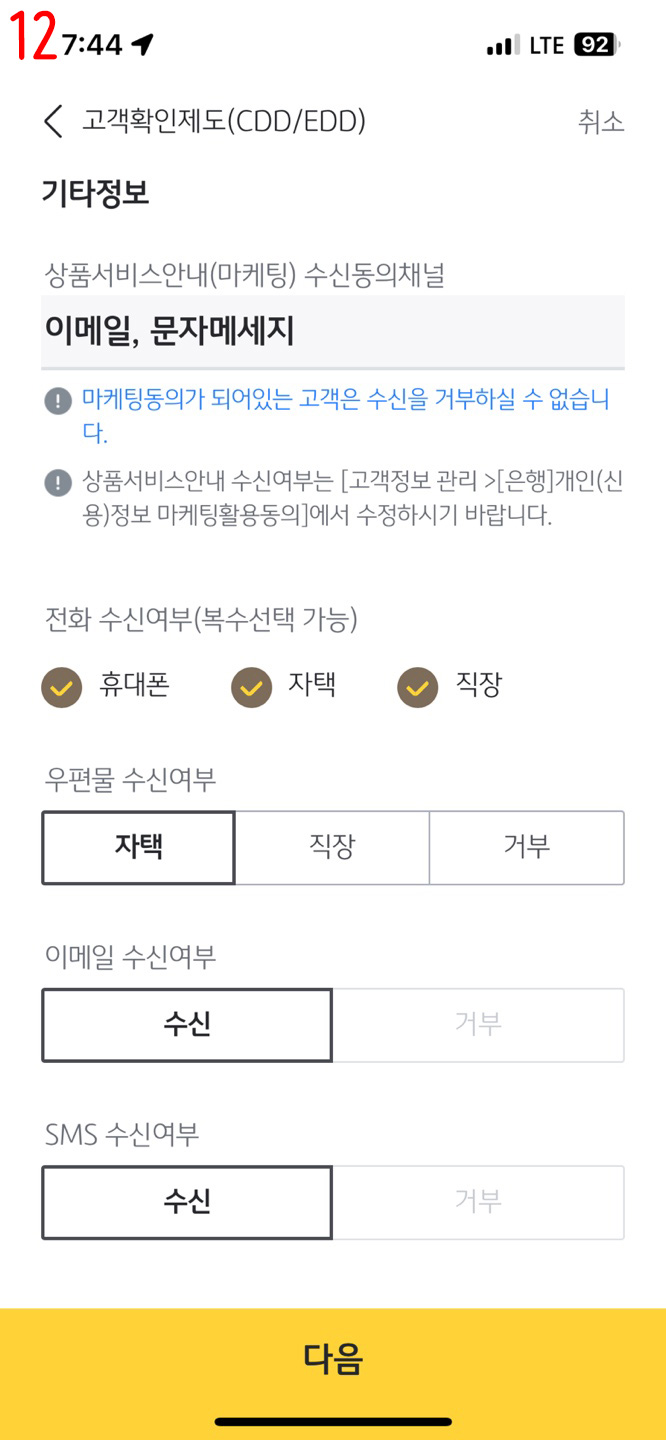 12
7:44 LTE 92
고객확인제도(CDD/EDD) 취소
기타정보
상품서비스안내(마케팅) 수신동의채널
이메일, 문자메세지
! 마케팅동의가 되어있는 고객은 수신을 거부하실 수 없습니
다.
! 상품서비스안내 수신여부는 [고객정보 관리 >[은행]개인(신
용)정보 마케팅활용동의]에서 수정하시기 바랍니다.
전화 수신여부(복수선택 가능)
휴대폰 자택 직장
우편물 수신여부
자택 직장 거부
이메일 수신여부
수신 거부
SMS 수신여부
수신 거부
다음